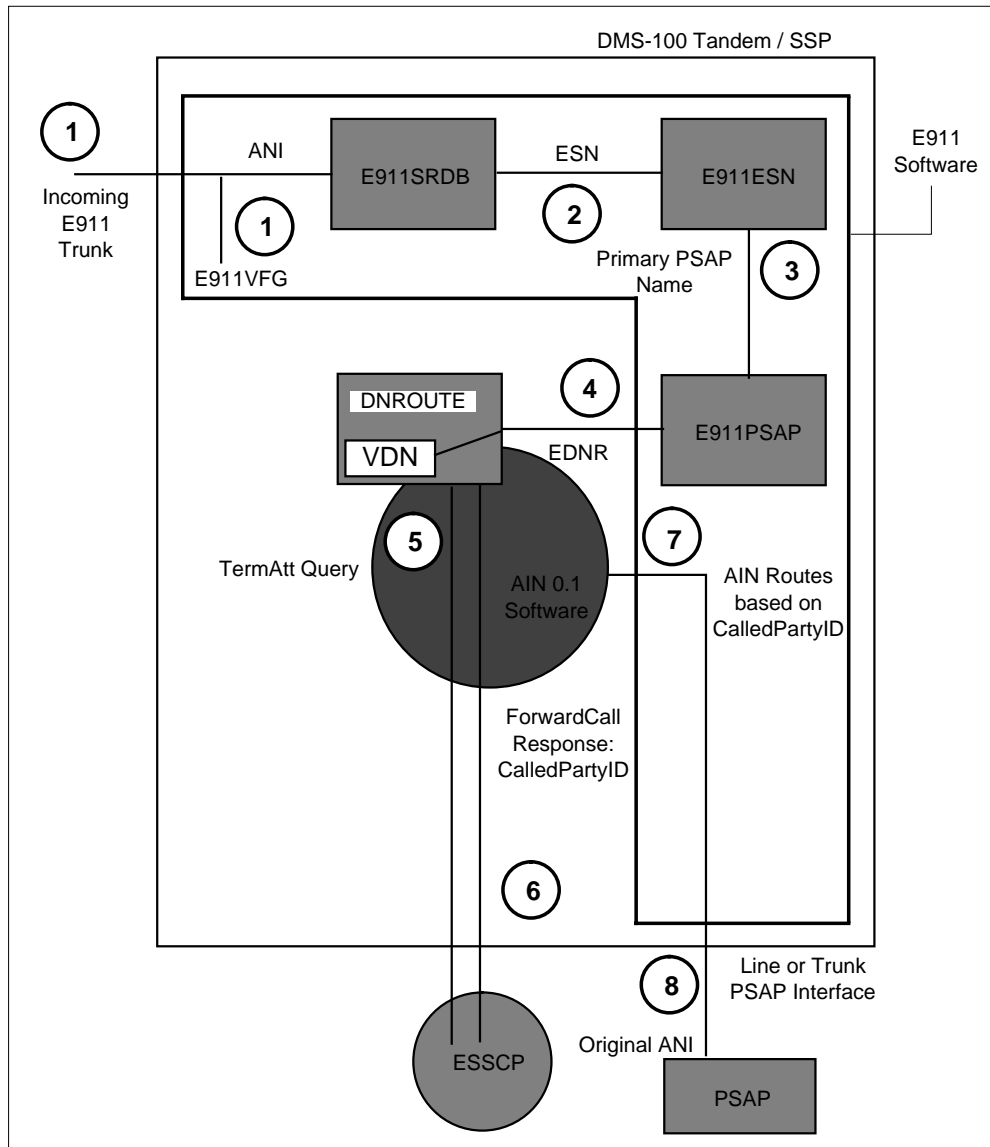 DMS-100 Tandem / SSP
1
ANI
E911SRDB
ESN
E911ESN
E911
Software
Incoming
E911
Trunk
1
E911VFG
2
Primary PSAP
Name
3
DNROUTE
VDN
4
EDNR
E911PSAP
5
TermAtt Query
AIN 0.1
Software
7
AIN Routes
based on
CalledPartyID
ForwardCall
Response:
CalledPartyID
6
8
Line or Trunk
PSAP Interface
Original ANI
ESSCP
PSAP